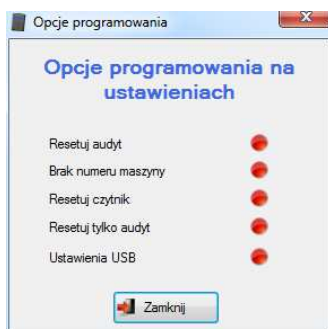 Opcje programowania
Opcje programowania na
ustawieniach
Resetuj audyt
Brak numeru maszyny
Resetuj czytnik
Resetuj tylko audyt
Ustawienia USB
Zamknij